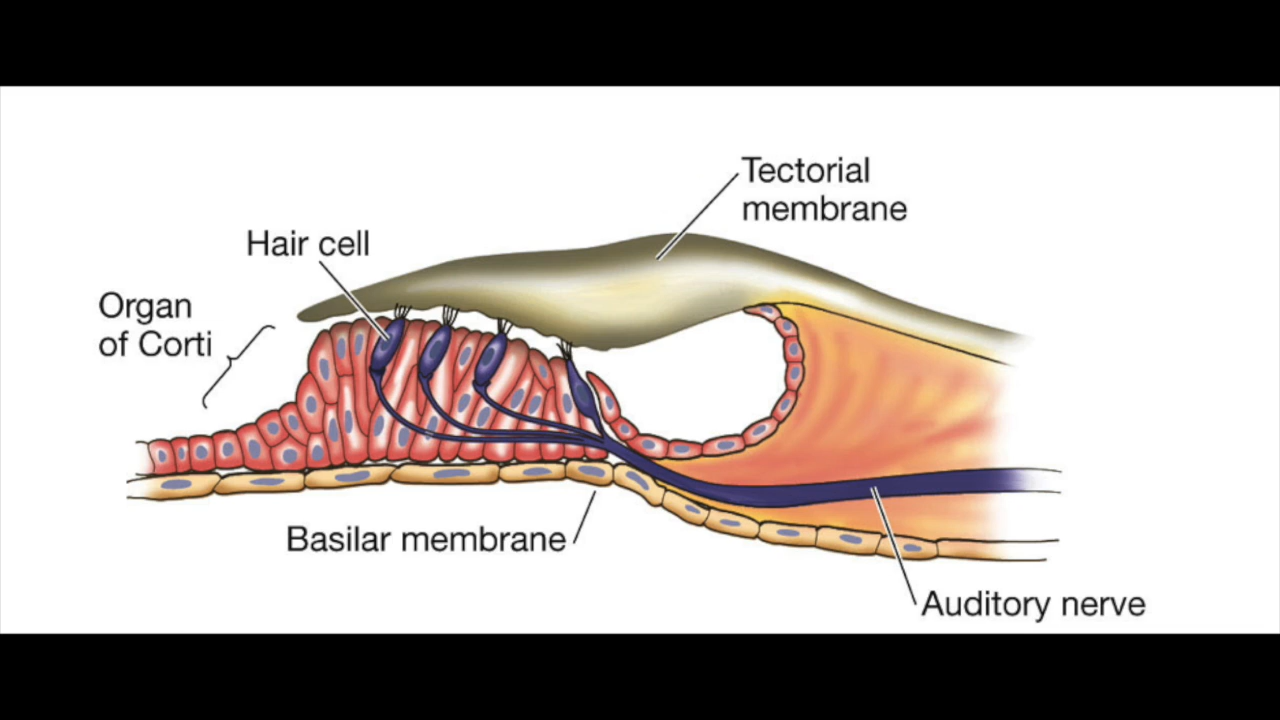 Tectorial
membrane
Hair cell
Organ
of Corti
Basilar membrane
Auditory nerve